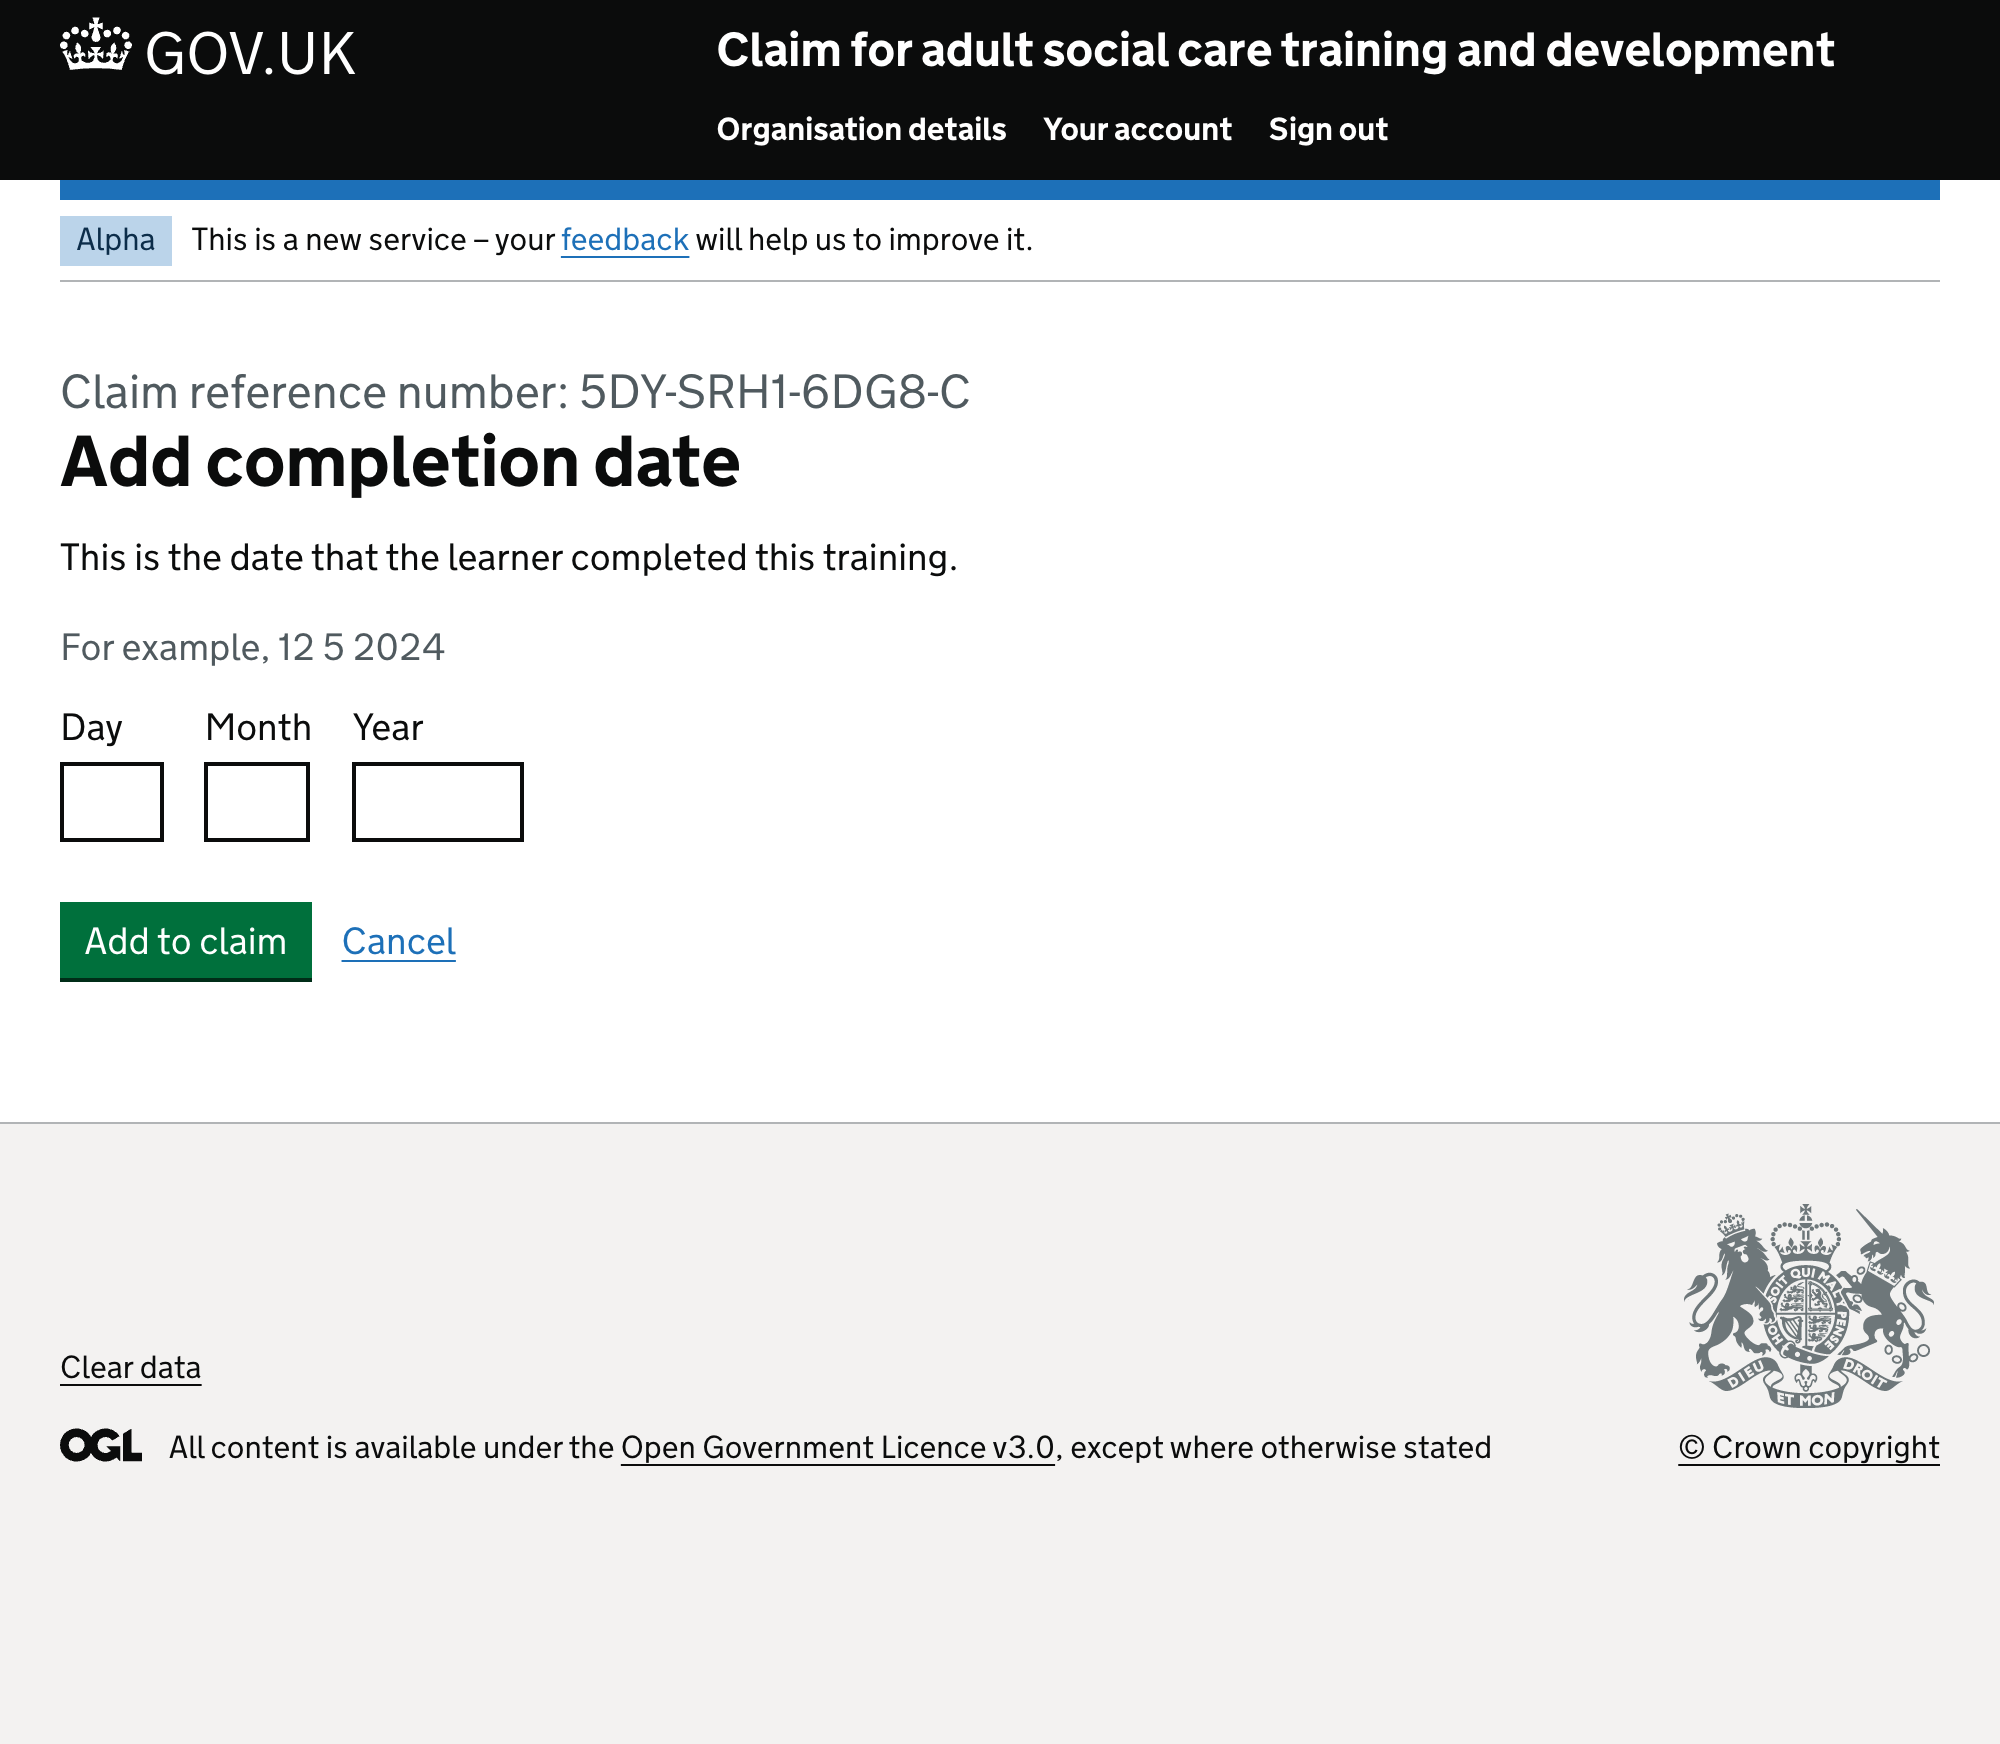 GOV.UK
Claim for adult social care training and development
Organisation details Your account Sign out
Alpha This is a new service – your feedback will help us to improve it.
Claim reference number: 5DY-SRH1-6DG8-C
Add completion date
This is the date that the learner completed this training.
For example, 12 5 2024
Day Month Year
Add to claim Cancel
SOIT QUI MAL Y PENSE
DIEU ET MON DROIT
Clear data
OGL All content is available under the Open Government Licence v3.0, except where otherwise stated
© Crown copyright